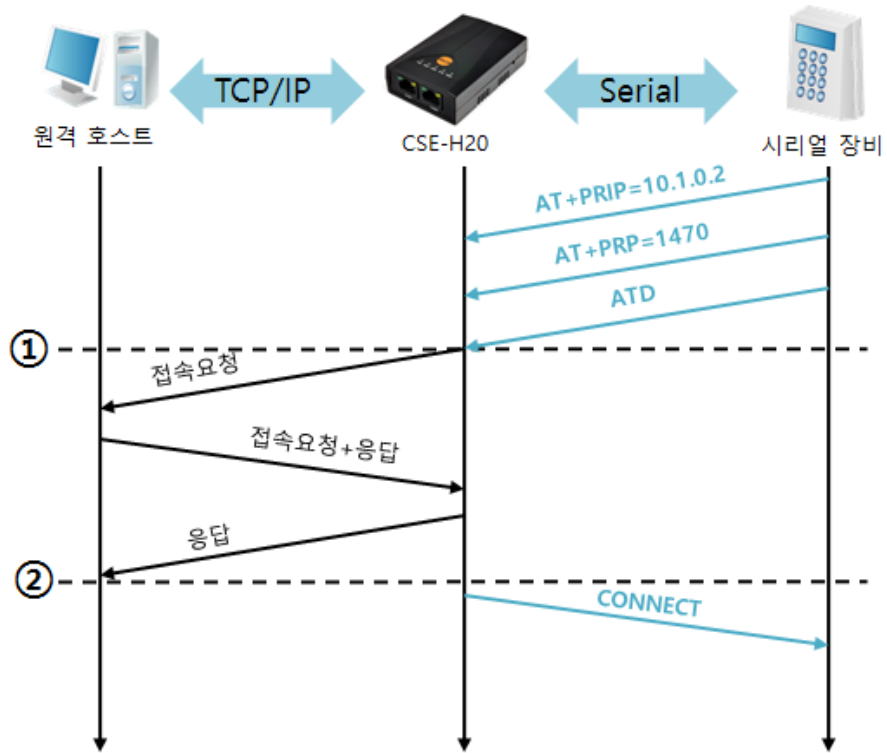 TCP/IP
Serial
원격 호스트
CSE-H20
시리얼 장비
AT+PRIP=10.1.0.2
AT+PRP=1470
ATD
①
접속요청
접속요청+응답
응답
②
CONNECT